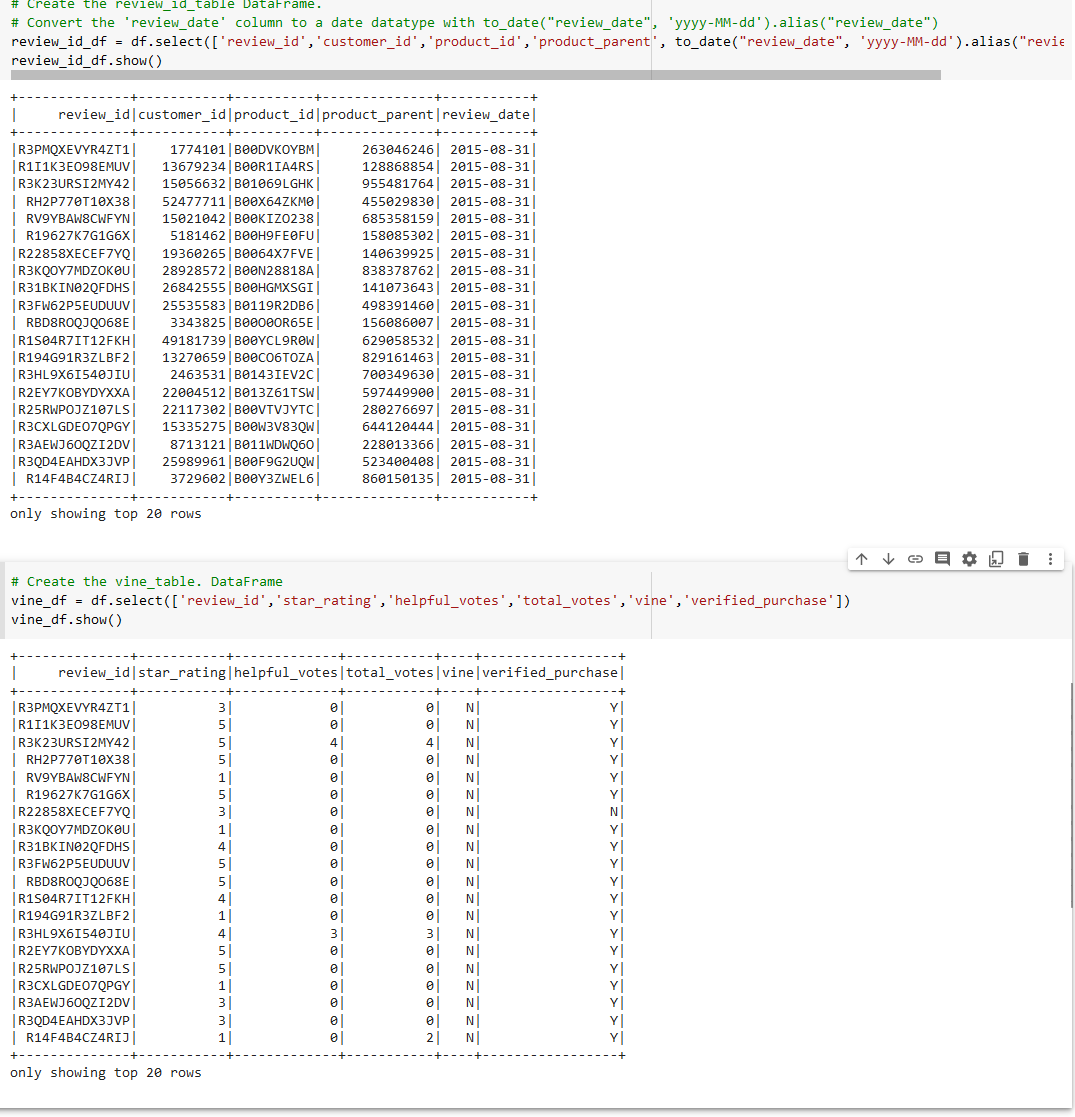 # Create the review_id_table DataFrame.
# Convert the 'review_date' column to a date datatype with to_date("review_date", 'yyyy-MM-dd').alias("review_date")
review_id_df = df.select(['review_id','customer_id','product_id','product_parent', to_date("review_date", 'yyyy-MM-dd').alias("revie
review_id_df.show()
+--------------+-----------+----------+--------------+-----------+
|     review_id|customer_id|product_id|product_parent|review_date|
+--------------+-----------+----------+--------------+-----------+
|R3PMQXEVYR4ZT1|    1774101|B00DVKOYBM|     263046246| 2015-08-31|
|R1I1K3EO98EMUV|   13679234|B00R1IA4RS|     128868854| 2015-08-31|
|R3K23URSI2MY42|   15056632|B01069LGHK|     955481764| 2015-08-31|
| RH2P770T10X38|   52477711|B00X64ZKM0|     455029830| 2015-08-31|
| RV9YBAW8CWFYN|   15021042|B00KIZO238|     685358159| 2015-08-31|
| R19627K7G1G6X|    5181462|B00H9FE0FU|     158085302| 2015-08-31|
|R22858XECEF7YQ|   19360265|B0064X7FVE|     140639925| 2015-08-31|
|R3KQOY7MDZOK0U|   28928572|B00N28818A|     838378762| 2015-08-31|
|R31BKIN02QFDHS|   26842555|B00HGMXSGI|     141073643| 2015-08-31|
|R3FW62P5EUDUUV|   25535583|B0119R2DB6|     498391460| 2015-08-31|
| RBD8ROQJQO68E|    3343825|B00O0OR65E|     156086007| 2015-08-31|
|R1S04R7IT12FKH|   49181739|B00YCL9R0W|     629058532| 2015-08-31|
|R194G91R3ZLBF2|   13270659|B00CO6TOZA|     829161463| 2015-08-31|
|R3HL9X6I540JIU|    2463531|B0143IEV2C|     700349630| 2015-08-31|
|R2EY7KOBYDYXXA|   22004512|B013Z61TSW|     597449900| 2015-08-31|
|R25RWPOJZ107LS|   22117302|B00VTVJYTC|     280276697| 2015-08-31|
|R3CXLGDEO7QPGY|   15335275|B00W3V83QW|     644120444| 2015-08-31|
|R3AEWJ6OQZI2DV|    8713121|B011WDWQ6O|     228013366| 2015-08-31|
|R3QD4EAHDX3JVP|   25989961|B00F9G2UQW|     523400408| 2015-08-31|
| R14F4B4CZ4RIJ|    3729602|B00Y3ZWEL6|     860150135| 2015-08-31|
+--------------+-----------+----------+--------------+-----------+
only showing top 20 rows
# Create the vine_table. DataFrame
vine_df = df.select(['review_id','star_rating','helpful_votes','total_votes','vine','verified_purchase'])
vine_df.show()
+--------------+-----------+-------------+-----------+----+-----------------+
|     review_id|star_rating|helpful_votes|total_votes|vine|verified_purchase|
+--------------+-----------+-------------+-----------+----+-----------------+
|R3PMQXEVYR4ZT1|          3|            0|          0|   N|                Y|
|R1I1K3EO98EMUV|          5|            0|          0|   N|                Y|
|R3K23URSI2MY42|          5|            4|          4|   N|                Y|
| RH2P770T10X38|          5|            0|          0|   N|                Y|
| RV9YBAW8CWFYN|          1|            0|          0|   N|                Y|
| R19627K7G1G6X|          5|            0|          0|   N|                Y|
|R22858XECEF7YQ|          3|            0|          0|   N|                N|
|R3KQOY7MDZOK0U|          1|            0|          0|   N|                Y|
|R31BKIN02QFDHS|          4|            0|          0|   N|                Y|
|R3FW62P5EUDUUV|          5|            0|          0|   N|                Y|
| RBD8ROQJQO68E|          5|            0|          0|   N|                Y|
|R1S04R7IT12FKH|          4|            0|          0|   N|                Y|
|R194G91R3ZLBF2|          1|            0|          0|   N|                Y|
|R3HL9X6I540JIU|          4|            3|          3|   N|                Y|
|R2EY7KOBYDYXXA|          5|            0|          0|   N|                Y|
|R25RWPOJZ107LS|          5|            0|          0|   N|                Y|
|R3CXLGDEO7QPGY|          1|            0|          0|   N|                Y|
|R3AEWJ6OQZI2DV|          3|            0|          0|   N|                Y|
|R3QD4EAHDX3JVP|          3|            0|          0|   N|                Y|
| R14F4B4CZ4RIJ|          1|            0|          2|   N|                Y|
+--------------+-----------+-------------+-----------+----+-----------------+
only showing top 20 rows